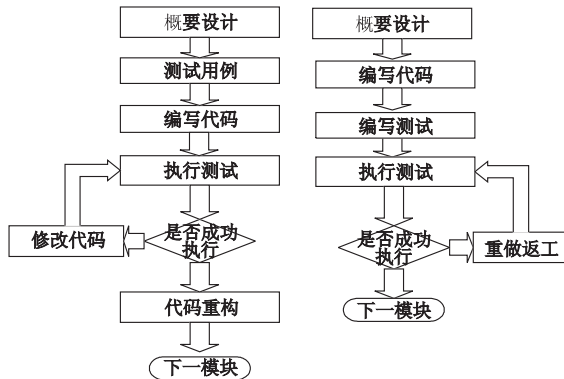 概要设计
测试用例
编写代码
执行测试
修改代码
是否成功
执行
代码重构
下一模块
概要设计
编写代码
编写测试
执行测试
是否成功
执行
重做返工
下一模块